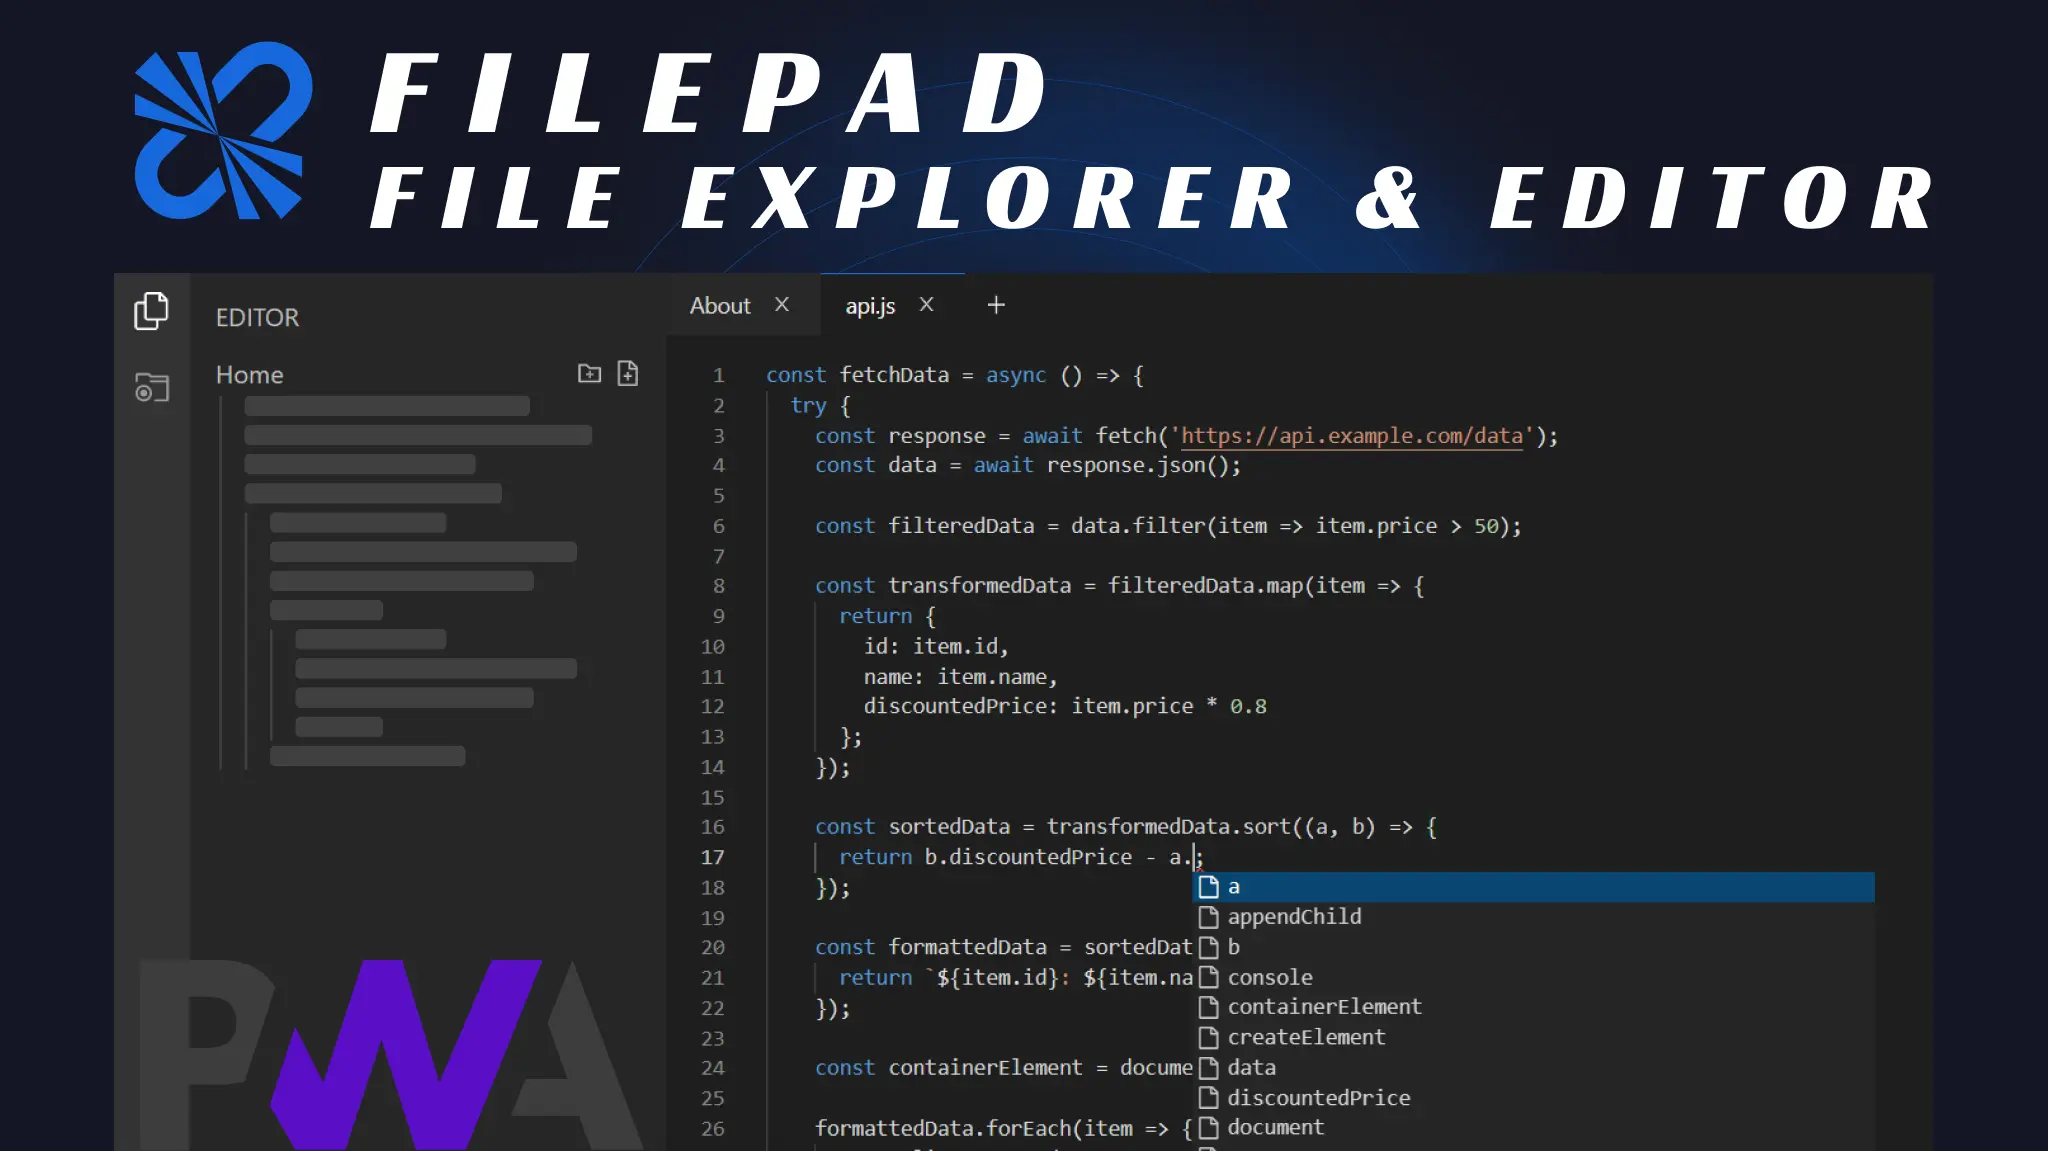 FILEPAD
FILE EXPLORER & EDITOR
EDITOR
Home
About
api.js
1 const fetchData = async () => {
2 try {
3 const response = await fetch('https://api.example.com/data');
4 const data = await response.json();
5
6 const filteredData = data.filter(item => item.price > 50);
7
8 const transformedData = filteredData.map(item => {
9 return {
10 id: item.id,
11 name: item.name,
12 discountedPrice: item.price * 0.8
13 };
14 });
15
16 const sortedData = transformedData.sort((a, b) => {
17 return b.discountedPrice - a.;
18 });
19
20 const formattedData = sortedDat
21 return `${item.id}: ${item.na
22 });
23
24 const containerElement = docume
25
26 formattedData.forEach(item => {
a
appendChild
b
console
containerElement
createElement
data
discountedPrice
document
PWA